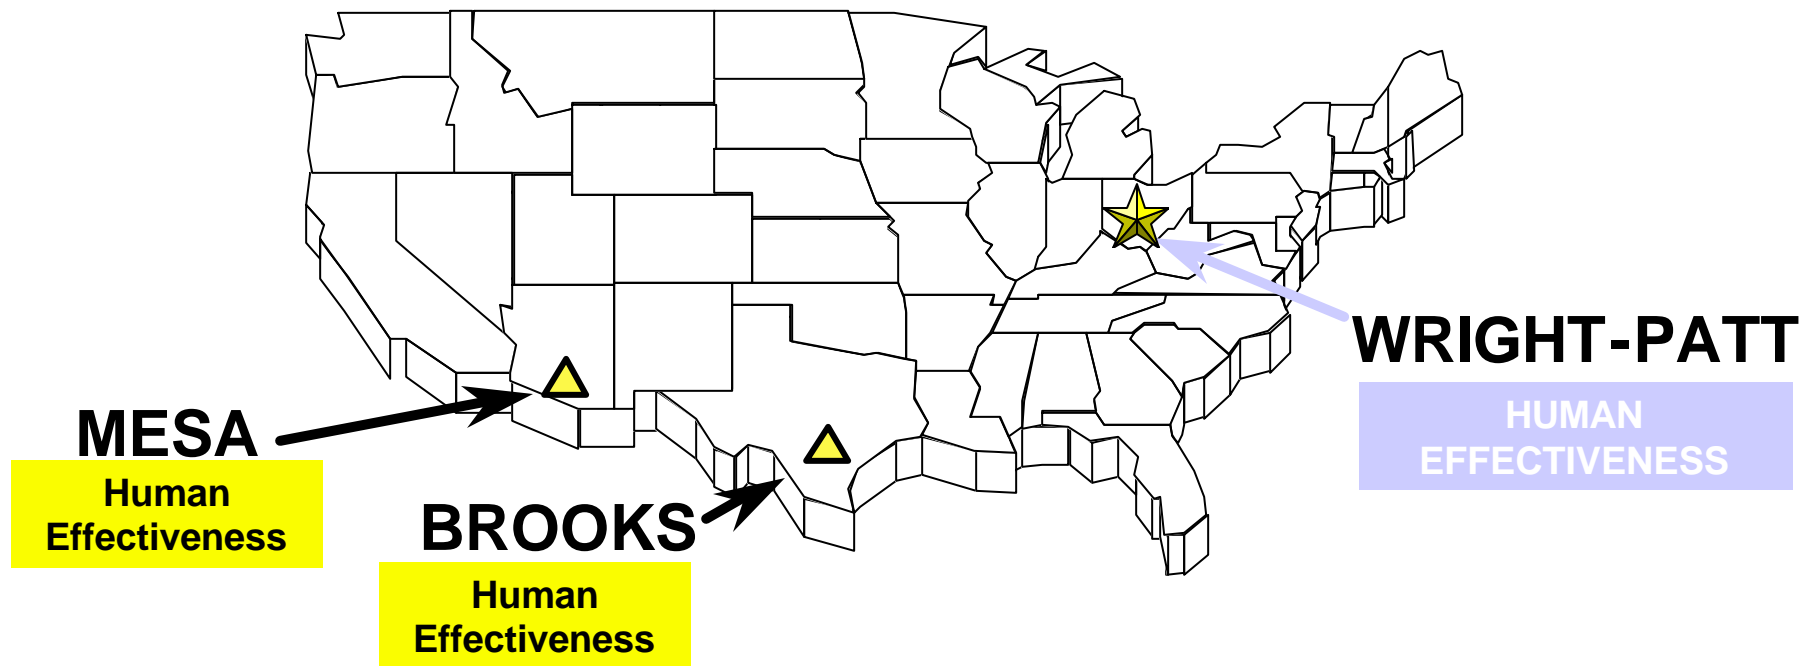 WRIGHT-PATT
HUMAN
EFFECTIVENESS
MESA
Human
Effectiveness
BROOKS
Human
Effectiveness